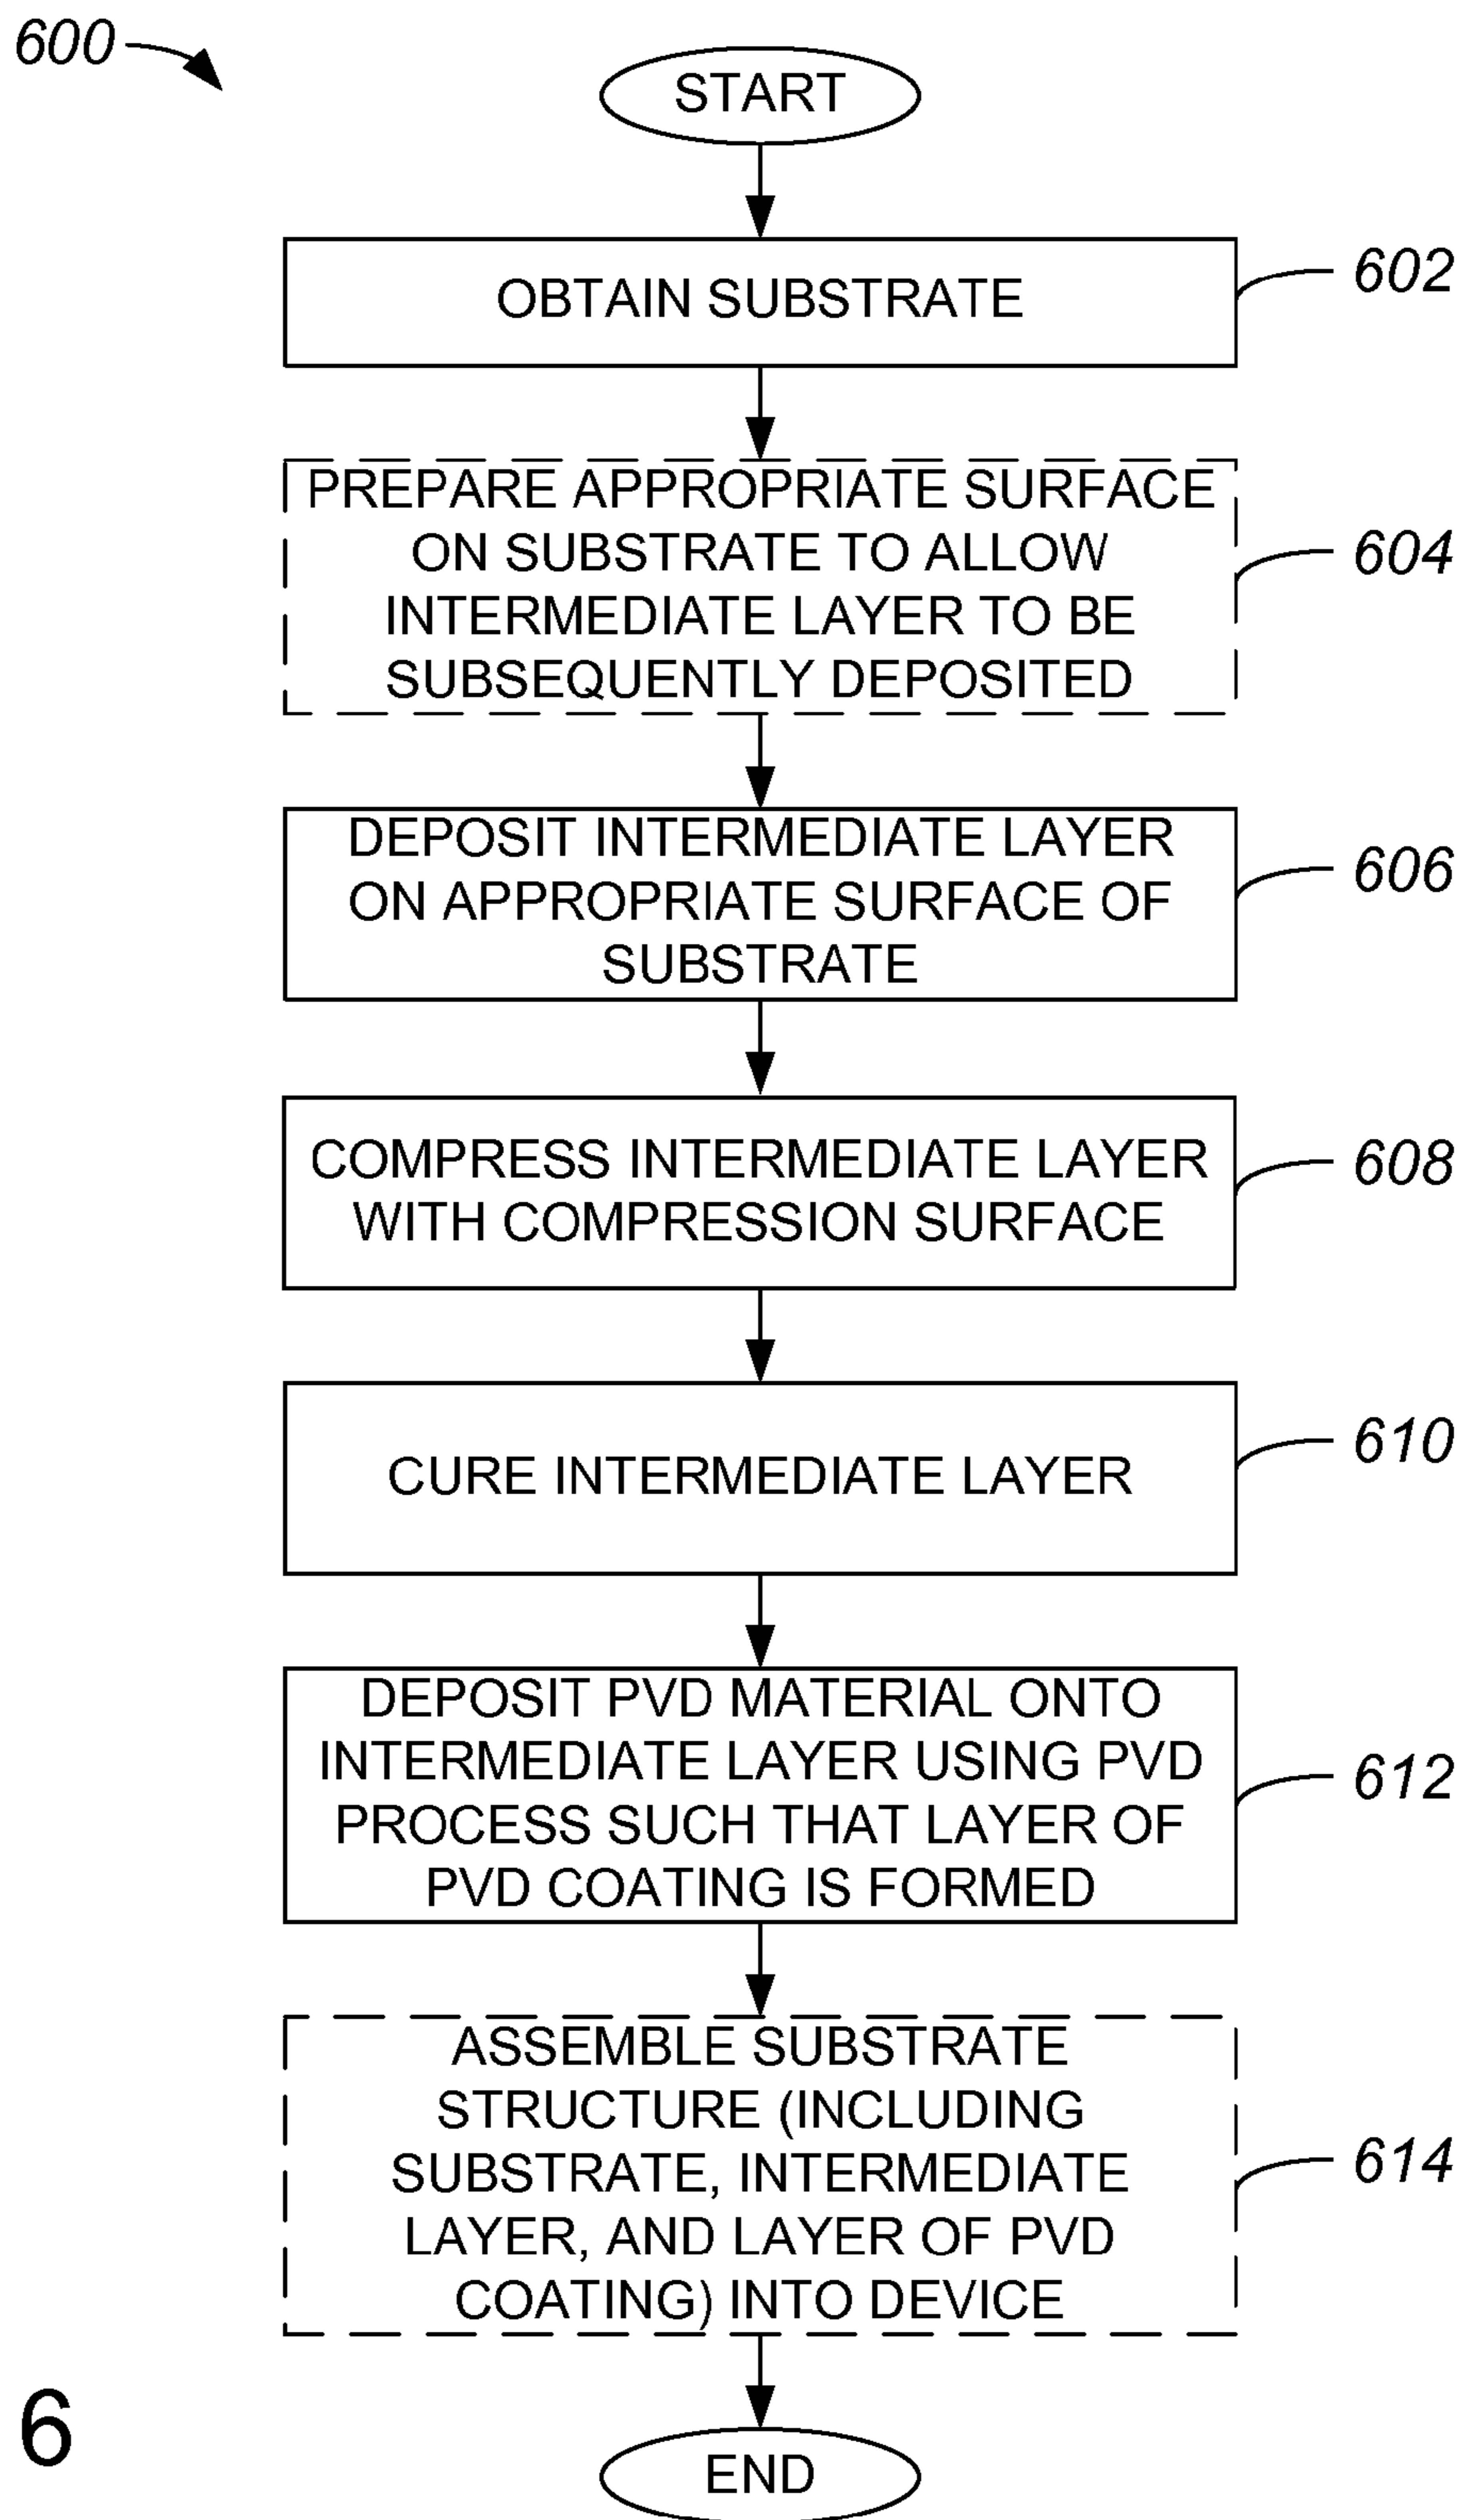 600
START
OBTAIN SUBSTRATE
602
PREPARE APPROPRIATE SURFACE
ON SUBSTRATE TO ALLOW
INTERMEDIATE LAYER TO BE
SUBSEQUENTLY DEPOSITED
604
DEPOSIT INTERMEDIATE LAYER
ON APPROPRIATE SURFACE OF
SUBSTRATE
606
COMPRESS INTERMEDIATE LAYER
WITH COMPRESSION SURFACE
608
CURE INTERMEDIATE LAYER
610
DEPOSIT PVD MATERIAL ONTO
INTERMEDIATE LAYER USING PVD
PROCESS SUCH THAT LAYER OF
PVD COATING IS FORMED
612
ASSEMBLE SUBSTRATE
STRUCTURE (INCLUDING
SUBSTRATE, INTERMEDIATE
LAYER, AND LAYER OF PVD
COATING) INTO DEVICE
614
6
END